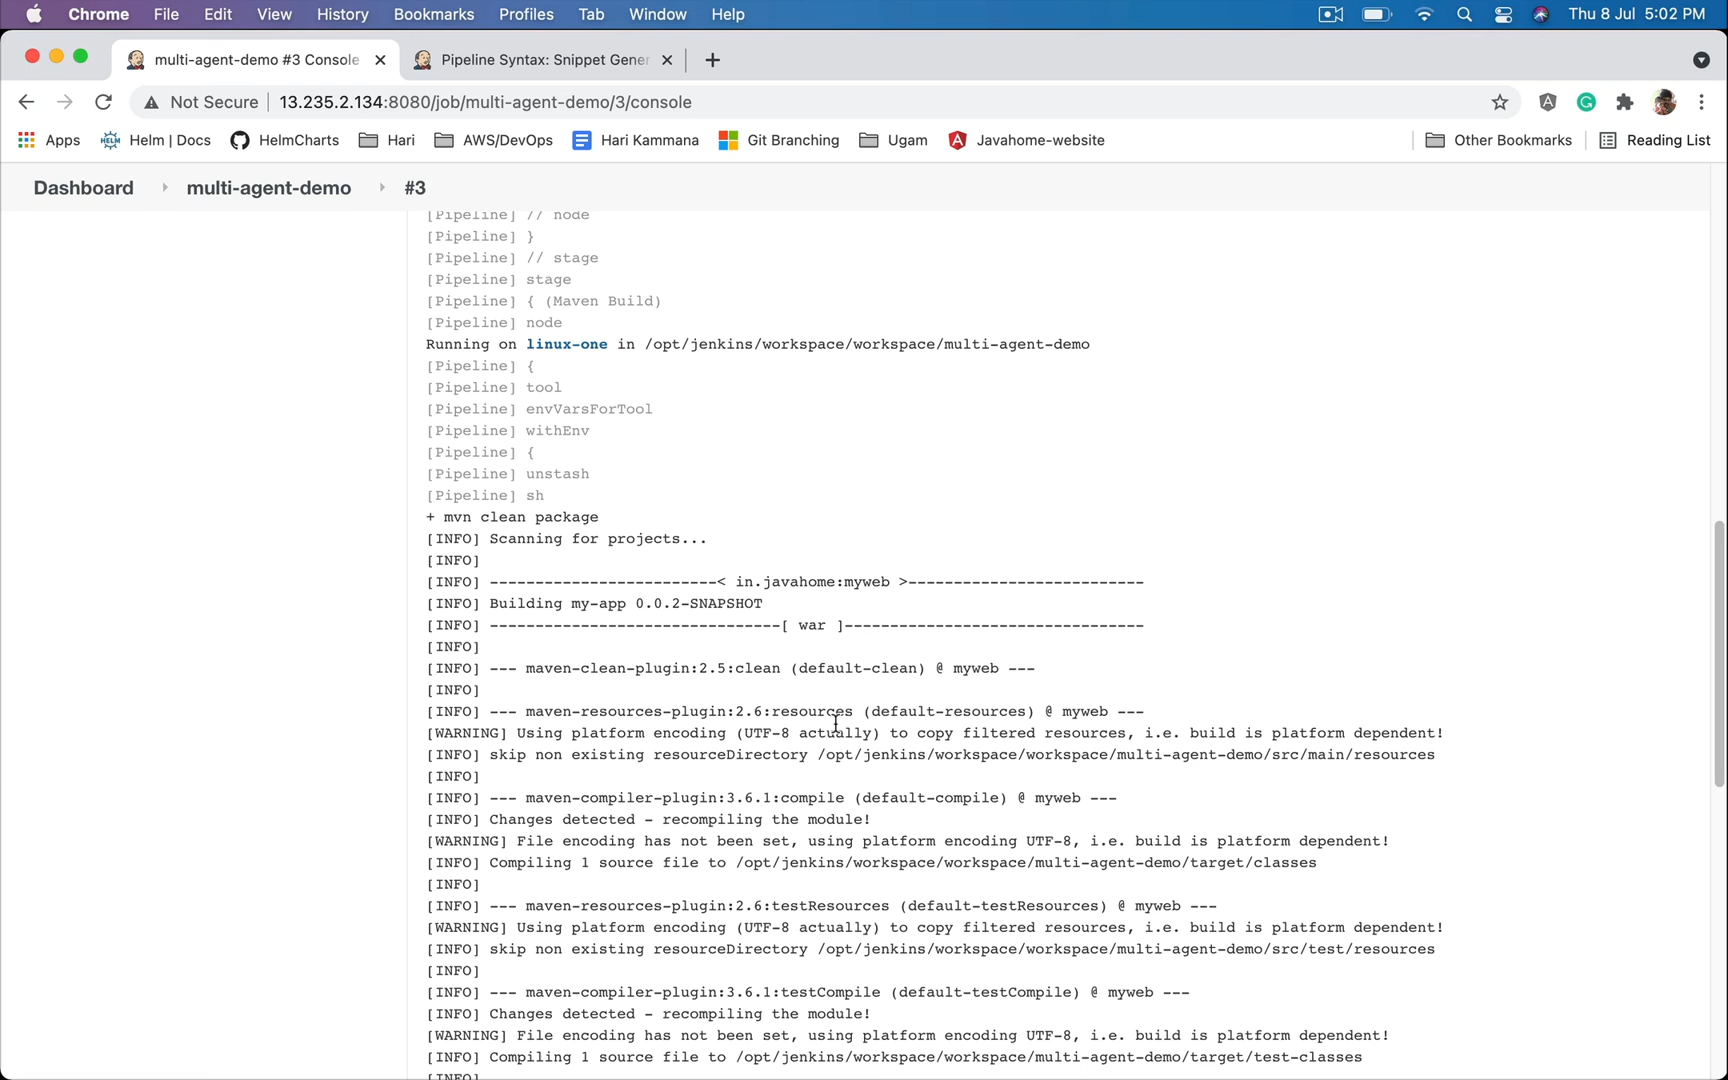 Chrome File Edit View History Bookmarks Profiles Tab Window Help Thu 8 Jul 5:02 PM
multi-agent-demo #3 Console Pipeline Syntax: Snippet Gener
Not Secure 13.235.2.134:8080/job/multi-agent-demo/3/console
Apps Helm | Docs HelmCharts Hari AWS/DevOps Hari Kammana Git Branching Ugam Javahome-website Other Bookmarks Reading List
Dashboard multi-agent-demo #3
[Pipeline] // node
[Pipeline] }
[Pipeline] // stage
[Pipeline] stage
[Pipeline] { (Maven Build)
[Pipeline] node
Running on linux-one in /opt/jenkins/workspace/workspace/multi-agent-demo
[Pipeline] {
[Pipeline] tool
[Pipeline] envVarsForTool
[Pipeline] withEnv
[Pipeline] {
[Pipeline] unstash
[Pipeline] sh
+ mvn clean package
[INFO] Scanning for projects...
[INFO]
[INFO] -------------------------< in.javahome:myweb >--------------------------
[INFO] Building my-app 0.0.2-SNAPSHOT
[INFO] --------------------------------[ war ]---------------------------------
[INFO]
[INFO] --- maven-clean-plugin:2.5:clean (default-clean) @ myweb ---
[INFO]
[INFO] --- maven-resources-plugin:2.6:resources (default-resources) @ myweb ---
[WARNING] Using platform encoding (UTF-8 actually) to copy filtered resources, i.e. build is platform dependent!
[INFO] skip non existing resourceDirectory /opt/jenkins/workspace/workspace/multi-agent-demo/src/main/resources
[INFO]
[INFO] --- maven-compiler-plugin:3.6.1:compile (default-compile) @ myweb ---
[INFO] Changes detected - recompiling the module!
[WARNING] File encoding has not been set, using platform encoding UTF-8, i.e. build is platform dependent!
[INFO] Compiling 1 source file to /opt/jenkins/workspace/workspace/multi-agent-demo/target/classes
[INFO]
[INFO] --- maven-resources-plugin:2.6:testResources (default-testResources) @ myweb ---
[WARNING] Using platform encoding (UTF-8 actually) to copy filtered resources, i.e. build is platform dependent!
[INFO] skip non existing resourceDirectory /opt/jenkins/workspace/workspace/multi-agent-demo/src/test/resources
[INFO]
[INFO] --- maven-compiler-plugin:3.6.1:testCompile (default-testCompile) @ myweb ---
[INFO] Changes detected - recompiling the module!
[WARNING] File encoding has not been set, using platform encoding UTF-8, i.e. build is platform dependent!
[INFO] Compiling 1 source file to /opt/jenkins/workspace/workspace/multi-agent-demo/target/test-classes
[INFO]